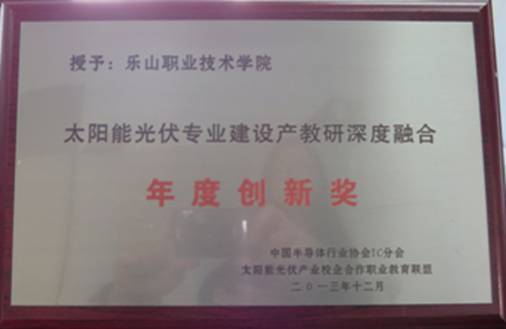 授予：乐山职业技术学院
太阳能光伏专业建设产教研深度融合
年度创新奖
中国半导体行业协会IC分会
太阳能光伏产业校企合作职业教育联盟
二〇一三年十二月